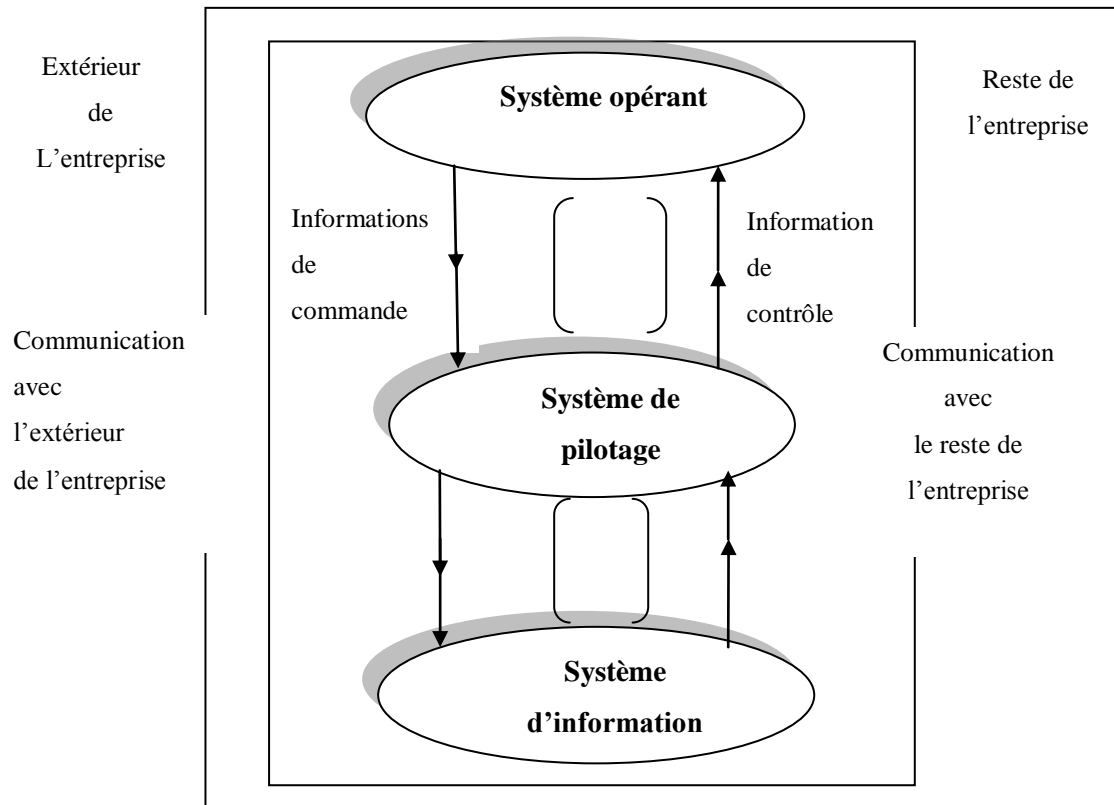 Extérieur
de
L’entreprise
Système opérant
Reste de
l’entreprise
Informations
de
commande
Information
de
contrôle
Communication
avec
l’extérieur
de l’entreprise
Système de
pilotage
Communication
avec
le reste de
l’entreprise
Système
d’information